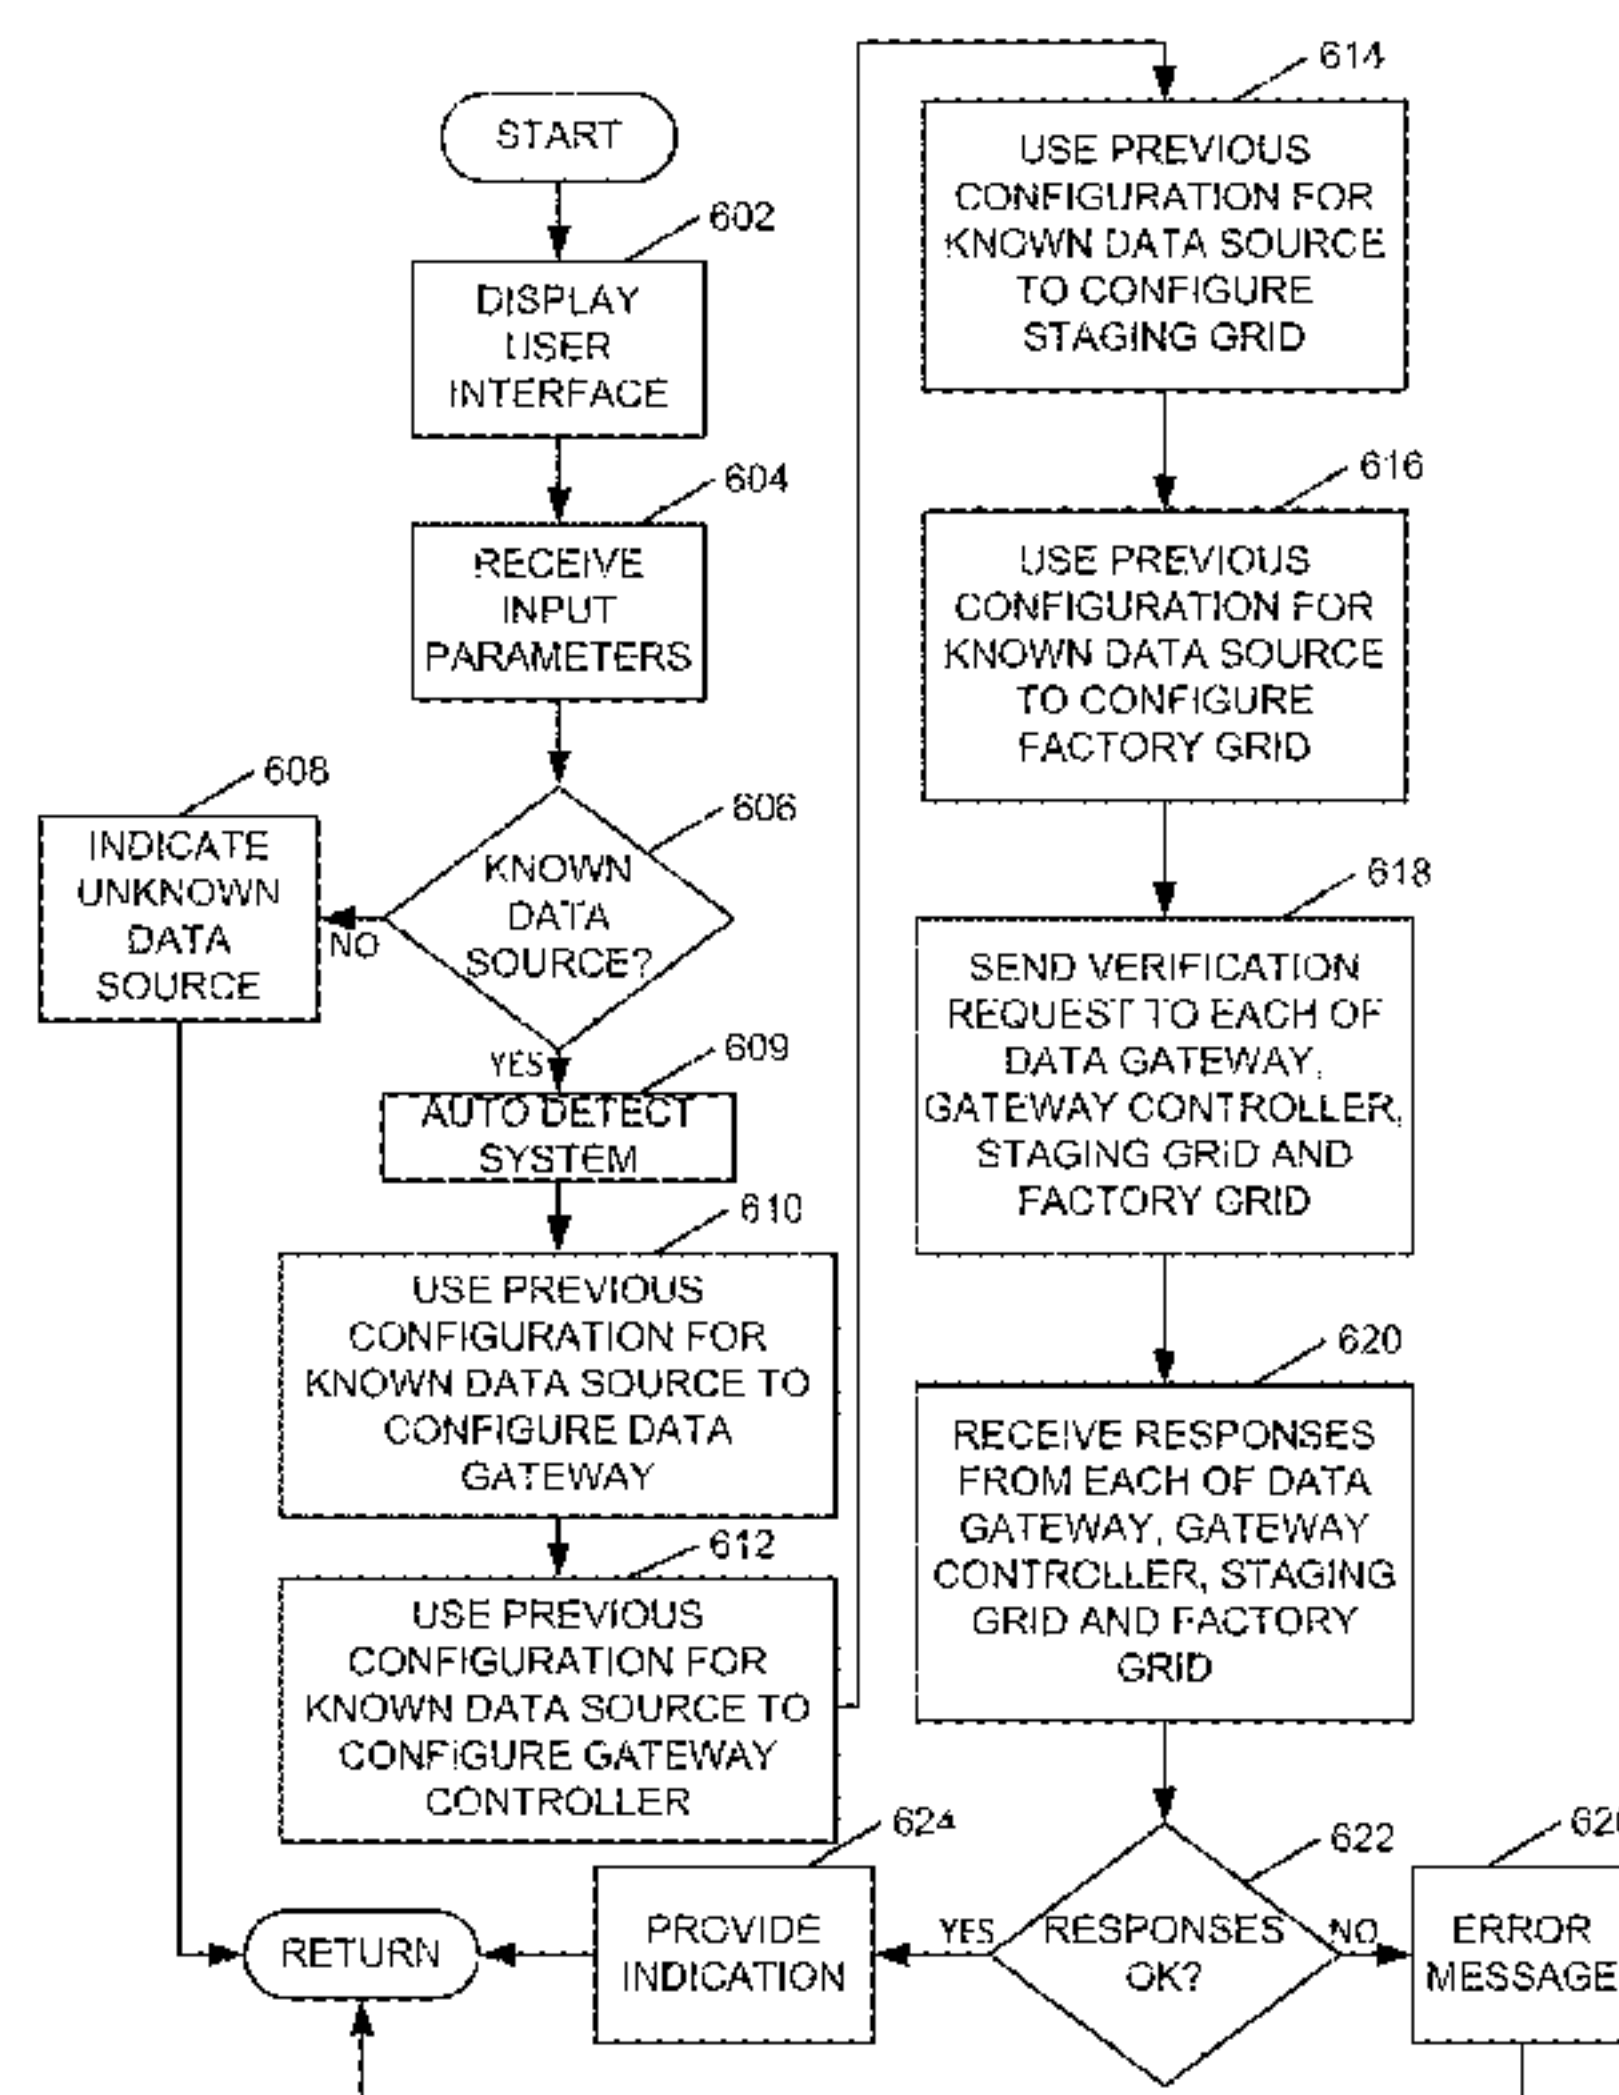 START
602
DISPLAY
USER
INTERFACE
604
RECEIVE
INPUT
PARAMETERS
606
KNOWN
DATA
SOURCE?
NO
608
INDICATE
UNKNOWN
DATA
SOURCE
YES
609
AUTO DETECT
SYSTEM
610
USE PREVIOUS
CONFIGURATION FOR
KNOWN DATA SOURCE TO
CONFIGURE DATA
GATEWAY
612
USE PREVIOUS
CONFIGURATION FOR
KNOWN DATA SOURCE TO
CONFIGURE GATEWAY
CONTROLLER
614
USE PREVIOUS
CONFIGURATION FOR
KNOWN DATA SOURCE
TO CONFIGURE
STAGING GRID
616
USE PREVIOUS
CONFIGURATION FOR
KNOWN DATA SOURCE
TO CONFIGURE
FACTORY GRID
618
SEND VERIFICATION
REQUEST TO EACH OF
DATA GATEWAY,
GATEWAY CONTROLLER,
STAGING GRID AND
FACTORY GRID
620
RECEIVE RESPONSES
FROM EACH OF DATA
GATEWAY, GATEWAY
CONTROLLER, STAGING
GRID AND FACTORY
GRID
622
RESPONSES
OK?
YES
624
PROVIDE
INDICATION
RETURN
NO
ERROR
MESSAGE